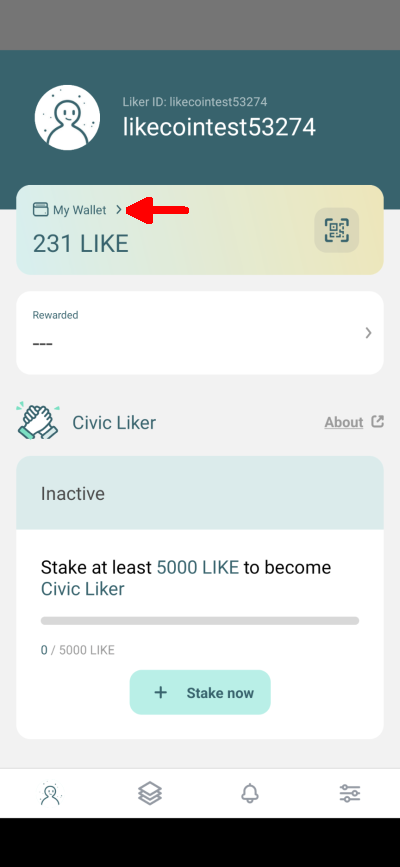 Liker ID: likecointest53274
likecointest53274
My Wallet
231 LIKE
Rewarded
---
Civic Liker
About
Inactive
Stake at least 5000 LIKE to become
Civic Liker
0 / 5000 LIKE
+ Stake now